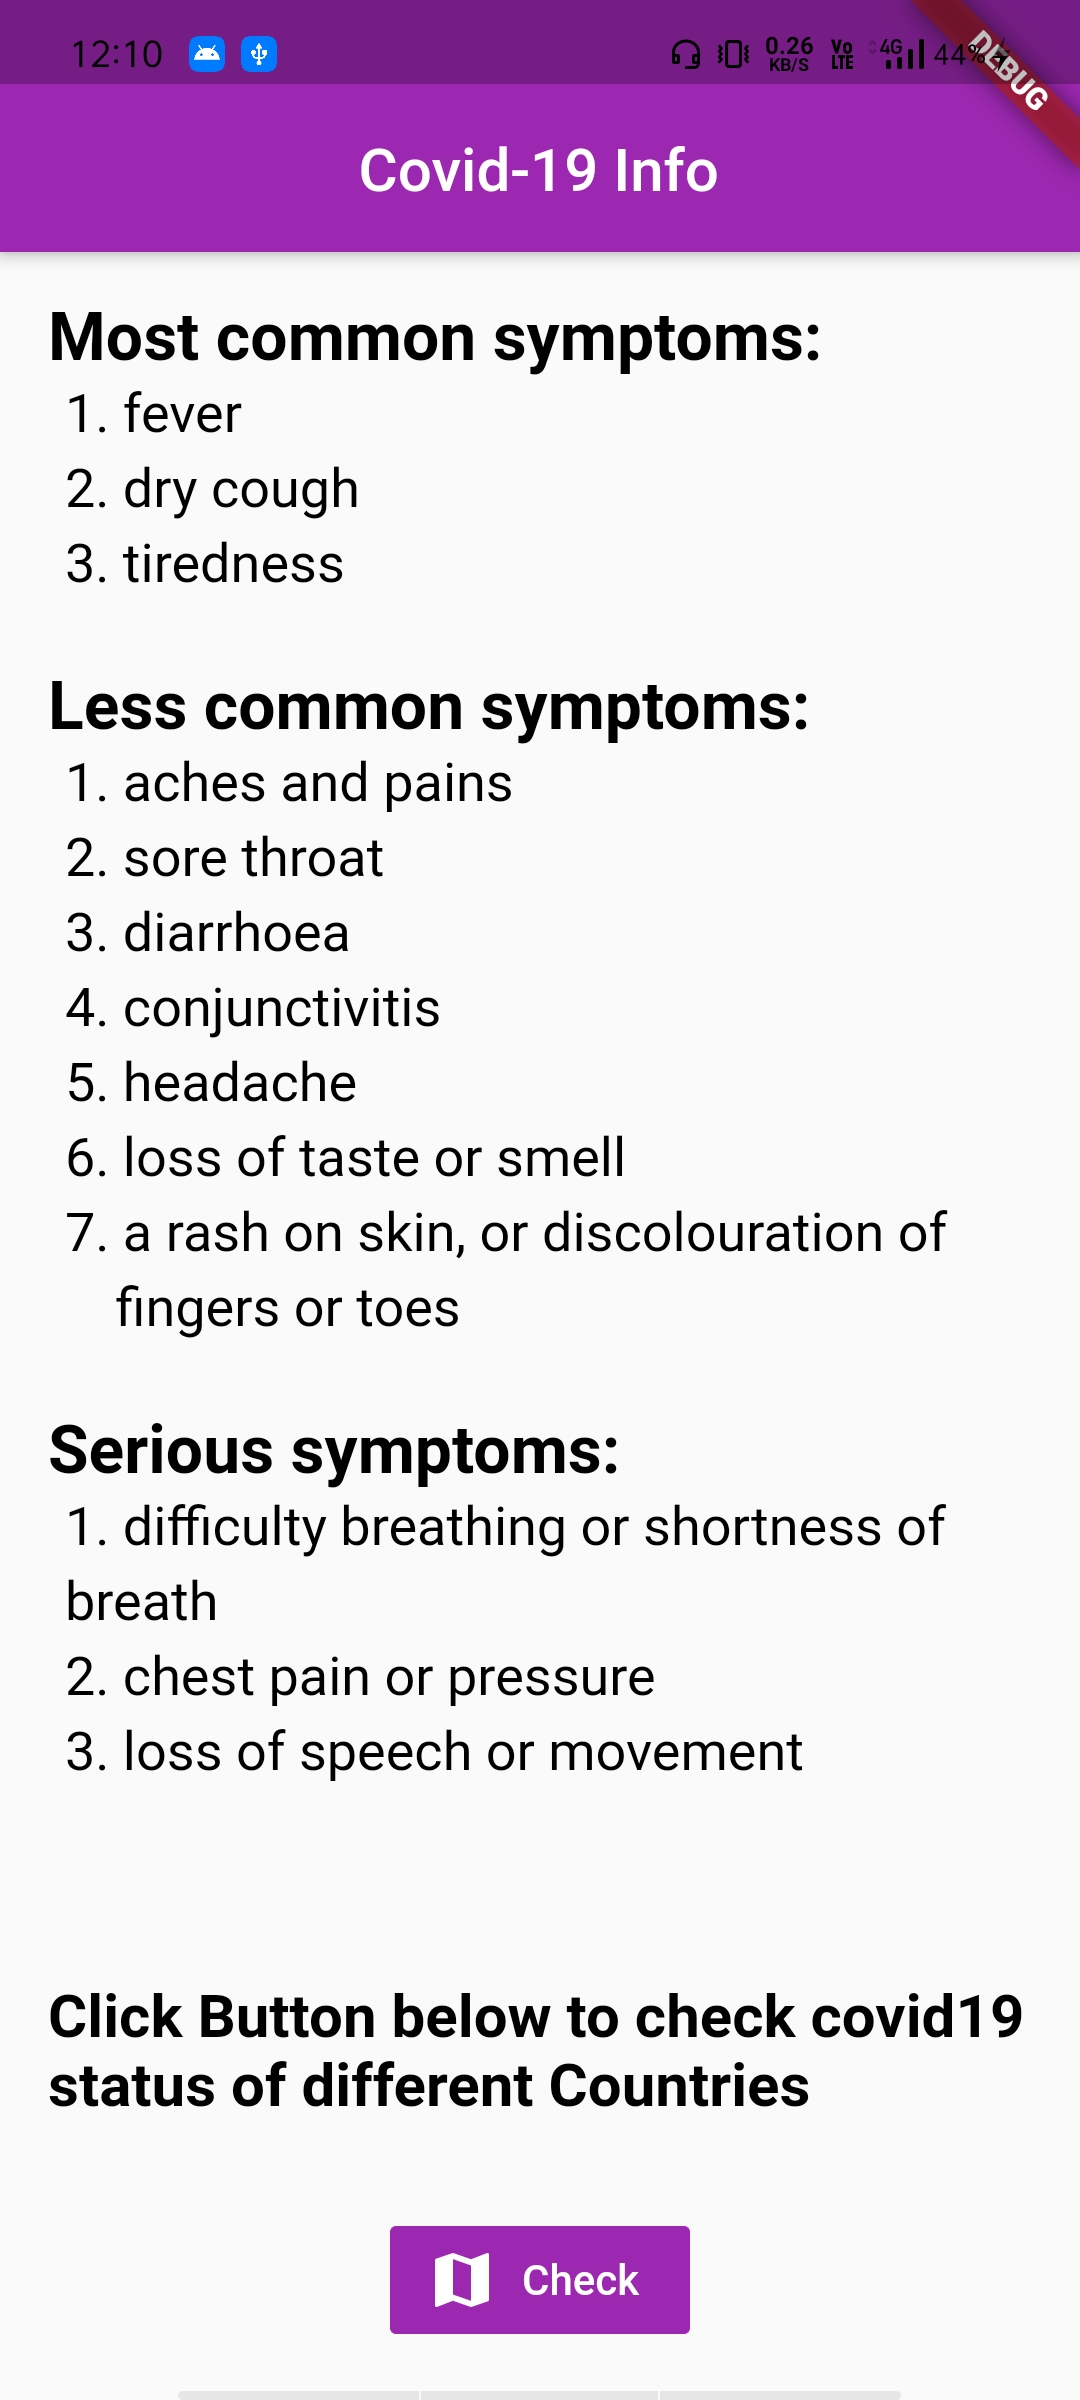 12:10 0.26 KB/S Vo LTE 4G 44%
DEBUG
Covid-19 Info
Most common symptoms:
1. fever
2. dry cough
3. tiredness
Less common symptoms:
1. aches and pains
2. sore throat
3. diarrhoea
4. conjunctivitis
5. headache
6. loss of taste or smell
7. a rash on skin, or discolouration of
fingers or toes
Serious symptoms:
1. difficulty breathing or shortness of
breath
2. chest pain or pressure
3. loss of speech or movement
Click Button below to check covid19
status of different Countries
Check